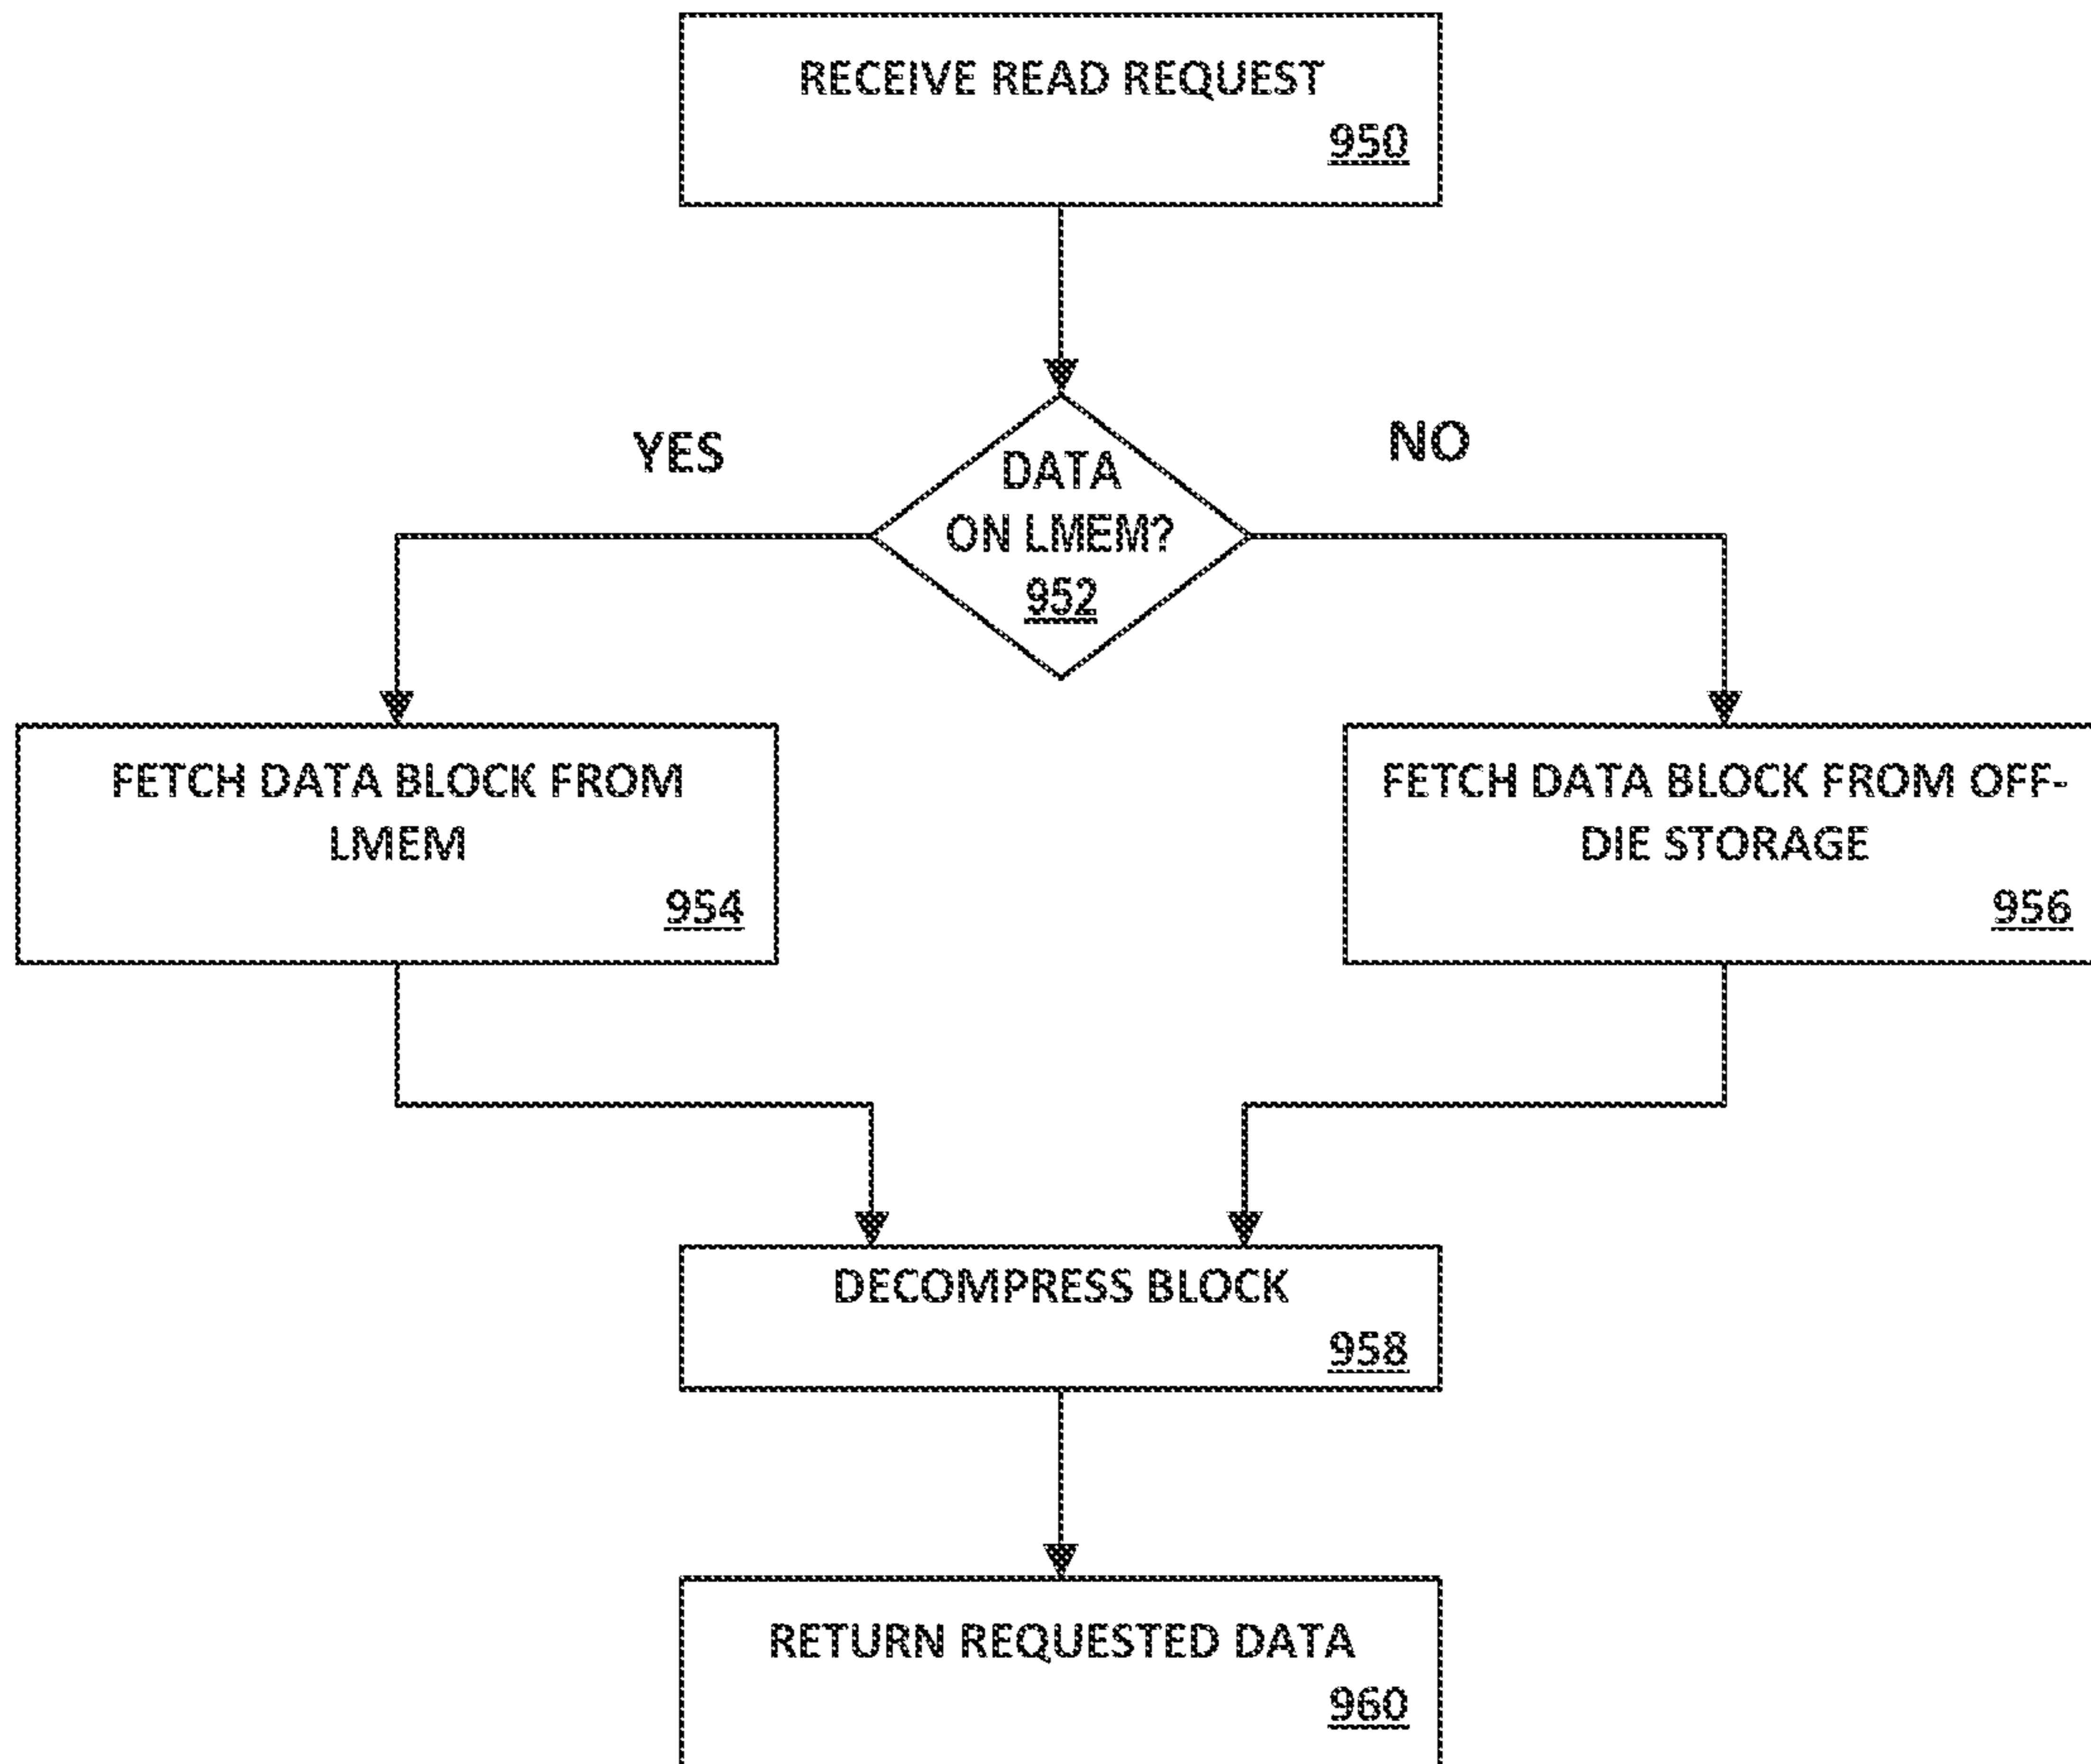 RECEIVE READ REQUEST
950
YES
NO
DATA
ON LMEM?
952
FETCH DATA BLOCK FROM
LMEM
954
FETCH DATA BLOCK FROM OFF-
DIE STORAGE
956
DECOMPRESS BLOCK
958
RETURN REQUESTED DATA
960